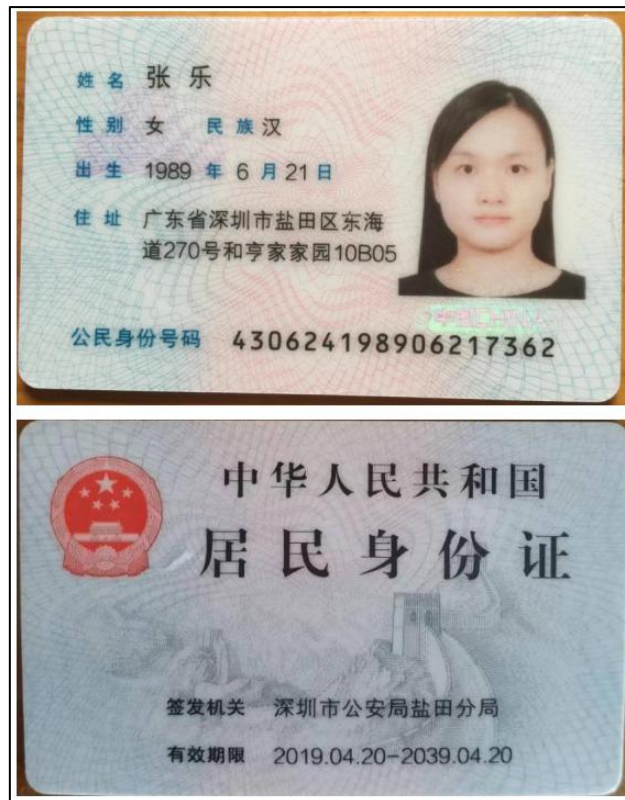 姓名 张乐
性别 女 民族 汉
出生 1989 年 6 月 21 日
住址 广东省深圳市盐田区东海
道270号和亨家家园10B05
公民身份号码 430624198906217362
中华人民共和国
居民身份证
签发机关 深圳市公安局盐田分局
有效期限 2019.04.20-2039.04.20